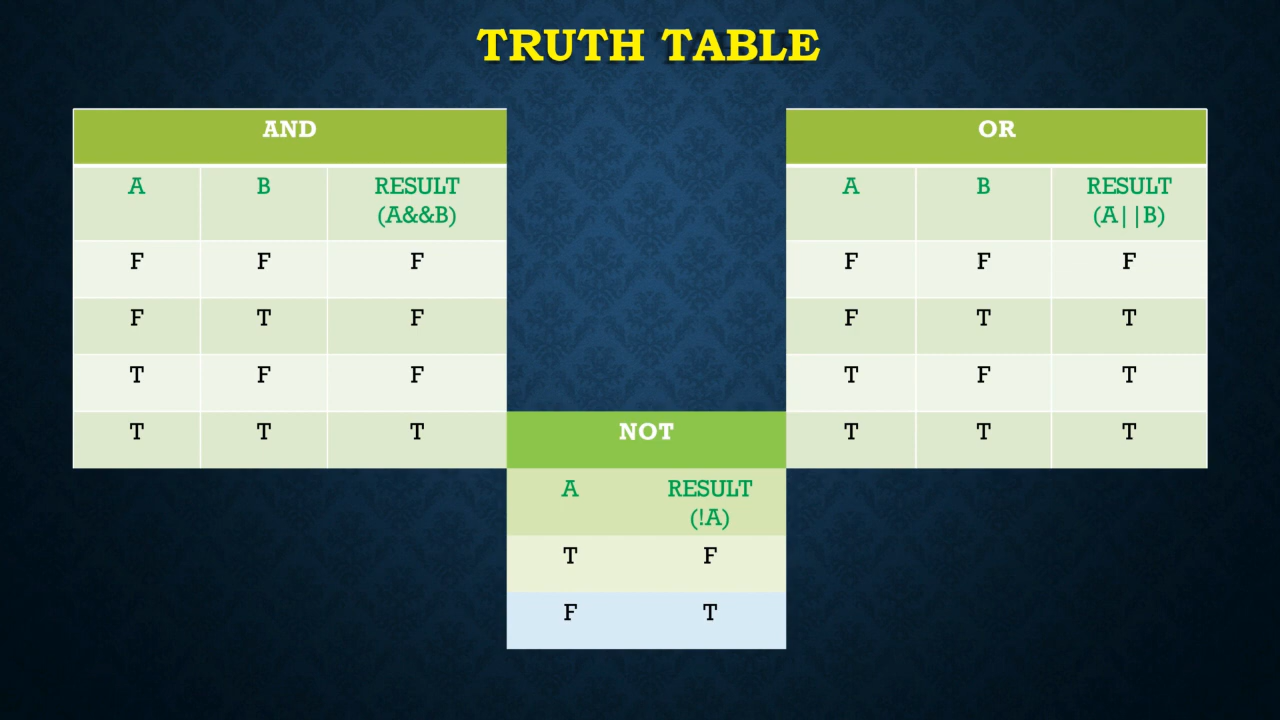 TRUTH TABLE
AND
A B RESULT
(A&&B)
F F F
F T F
T F F
T T T
OR
A B RESULT
(A||B)
F F F
F T T
T F T
T T T
NOT
A RESULT
(!A)
T F
F T